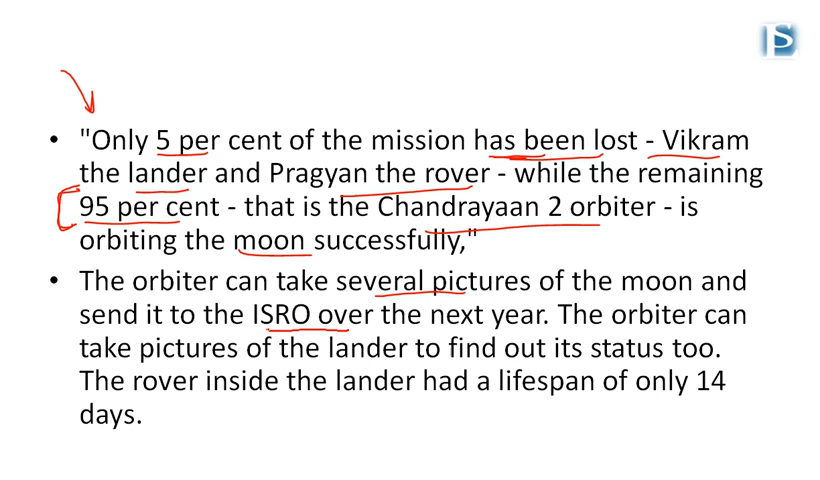 S
• "Only 5 per cent of the mission has been lost - Vikram
the lander and Pragyan the rover - while the remaining
95 per cent - that is the Chandrayaan 2 orbiter - is
orbiting the moon successfully,"
• The orbiter can take several pictures of the moon and
send it to the ISRO over the next year. The orbiter can
take pictures of the lander to find out its status too.
The rover inside the lander had a lifespan of only 14
days.